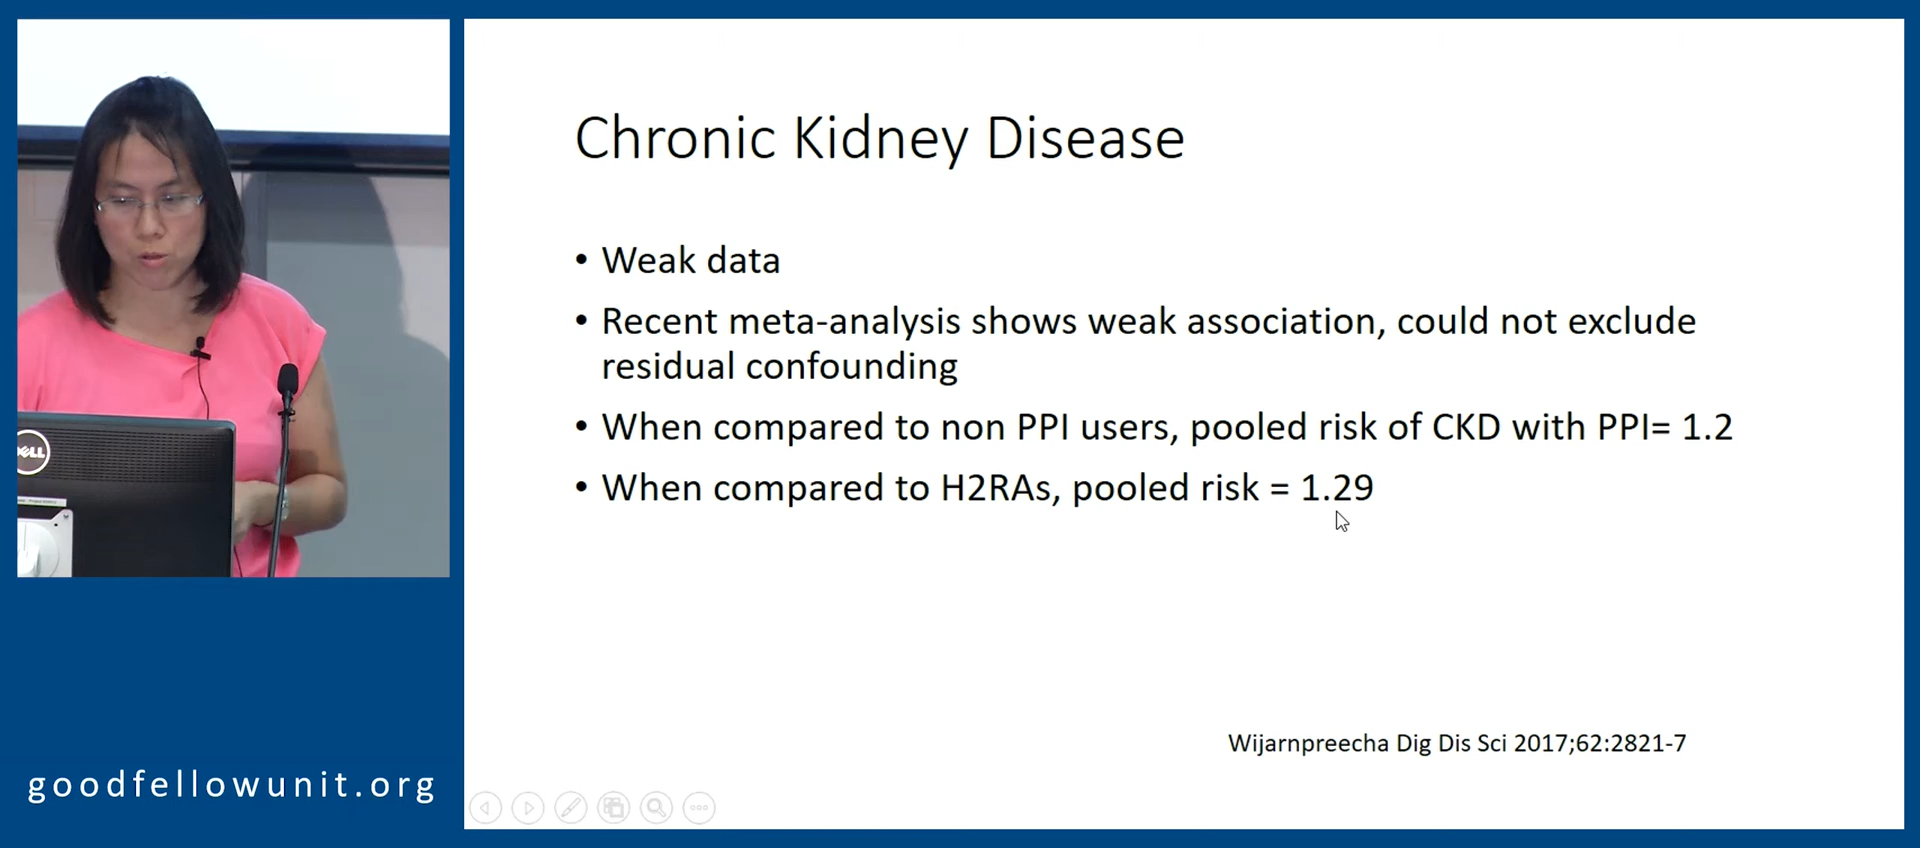 Chronic Kidney Disease
• Weak data
• Recent meta-analysis shows weak association, could not exclude
residual confounding
• When compared to non PPI users, pooled risk of CKD with PPI= 1.2
• When compared to H2RAs, pooled risk = 1.29
Wijarnpreecha Dig Dis Sci 2017;62:2821-7
DELL
goodfellowunit.org